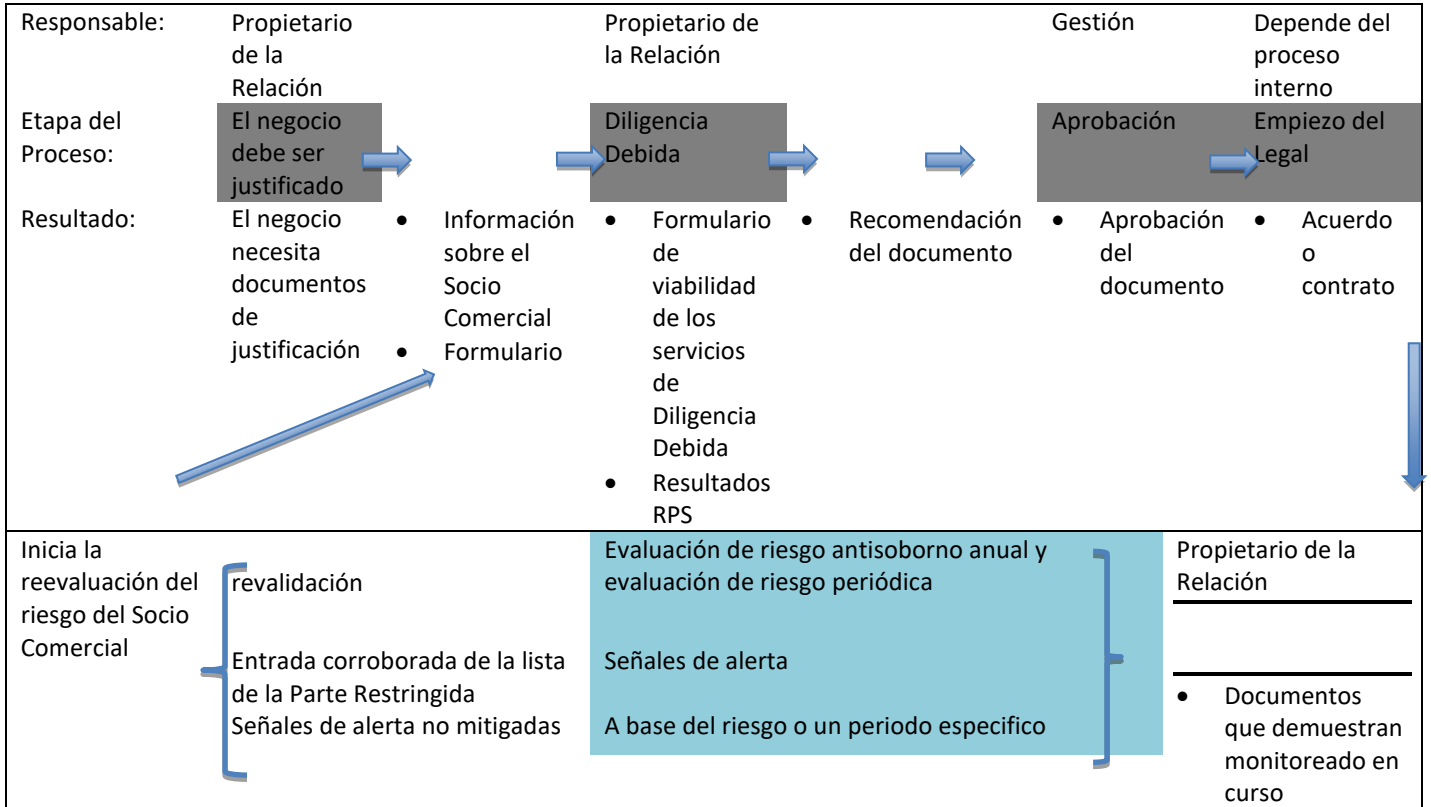 Responsable:
Propietario
de la
Relación
Propietario de
la Relación
Gestión
Depende del
proceso
interno
Etapa del
Proceso:
El negocio
debe ser
justificado
Diligencia
Debida
Aprobación
Empiezo del
Legal
Resultado:
El negocio
necesita
documentos
de
justificación
• Información
sobre el
Socio
Comercial
• Formulario
• Formulario
de
viabilidad
de los
servicios
de
Diligencia
Debida
• Resultados
RPS
• Recomendación
del documento
• Aprobación
del
documento
• Acuerdo
o
contrato
Inicia la
reevaluación del
riesgo del Socio
Comercial
revalidación
Entrada corroborada de la lista
de la Parte Restringida
Señales de alerta no mitigadas
Evaluación de riesgo antisoborno anual y
evaluación de riesgo periódica
Señales de alerta
A base del riesgo o un periodo especifico
Propietario de la
Relación
• Documentos
que demuestran
monitoreado en
curso